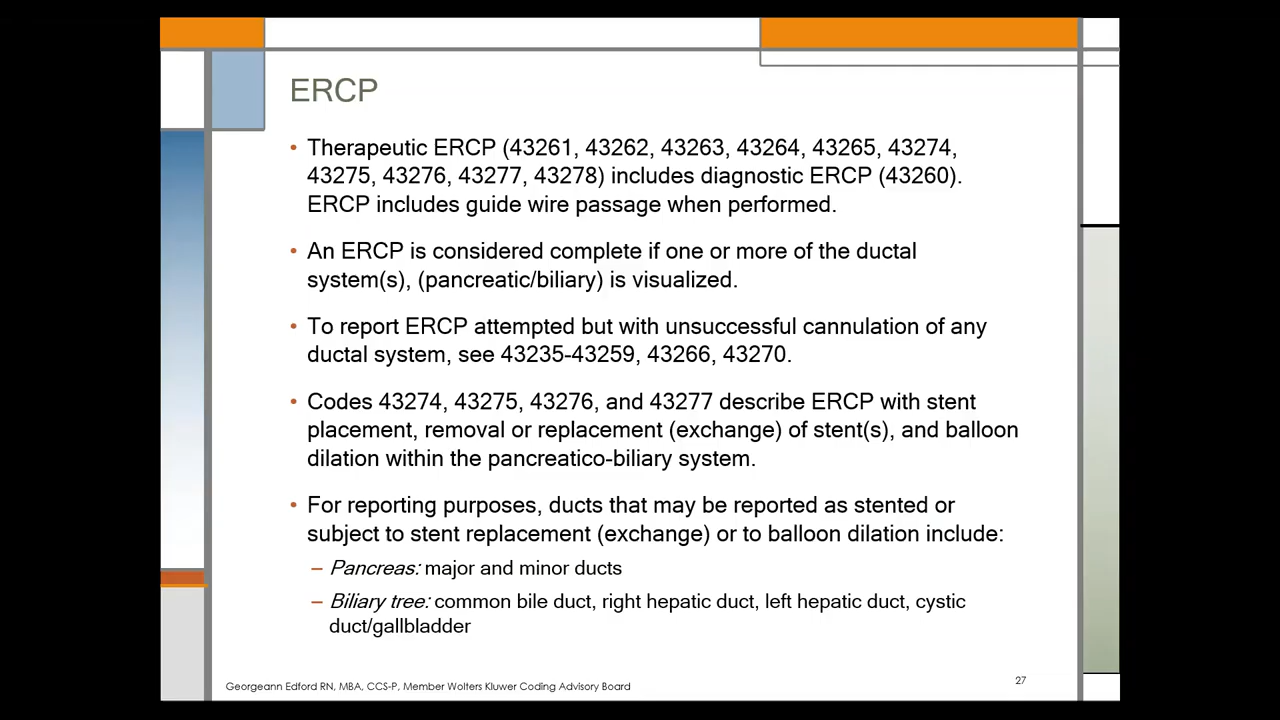 ERCP
• Therapeutic ERCP (43261, 43262, 43263, 43264, 43265, 43274,
43275, 43276, 43277, 43278) includes diagnostic ERCP (43260).
ERCP includes guide wire passage when performed.
• An ERCP is considered complete if one or more of the ductal
system(s), (pancreatic/biliary) is visualized.
• To report ERCP attempted but with unsuccessful cannulation of any
ductal system, see 43235-43259, 43266, 43270.
• Codes 43274, 43275, 43276, and 43277 describe ERCP with stent
placement, removal or replacement (exchange) of stent(s), and balloon
dilation within the pancreatico-biliary system.
• For reporting purposes, ducts that may be reported as stented or
subject to stent replacement (exchange) or to balloon dilation include:
– Pancreas: major and minor ducts
– Biliary tree: common bile duct, right hepatic duct, left hepatic duct, cystic
duct/gallbladder
Georgeann Edford RN, MBA, CCS-P, Member Wolters Kluwer Coding Advisory Board
27